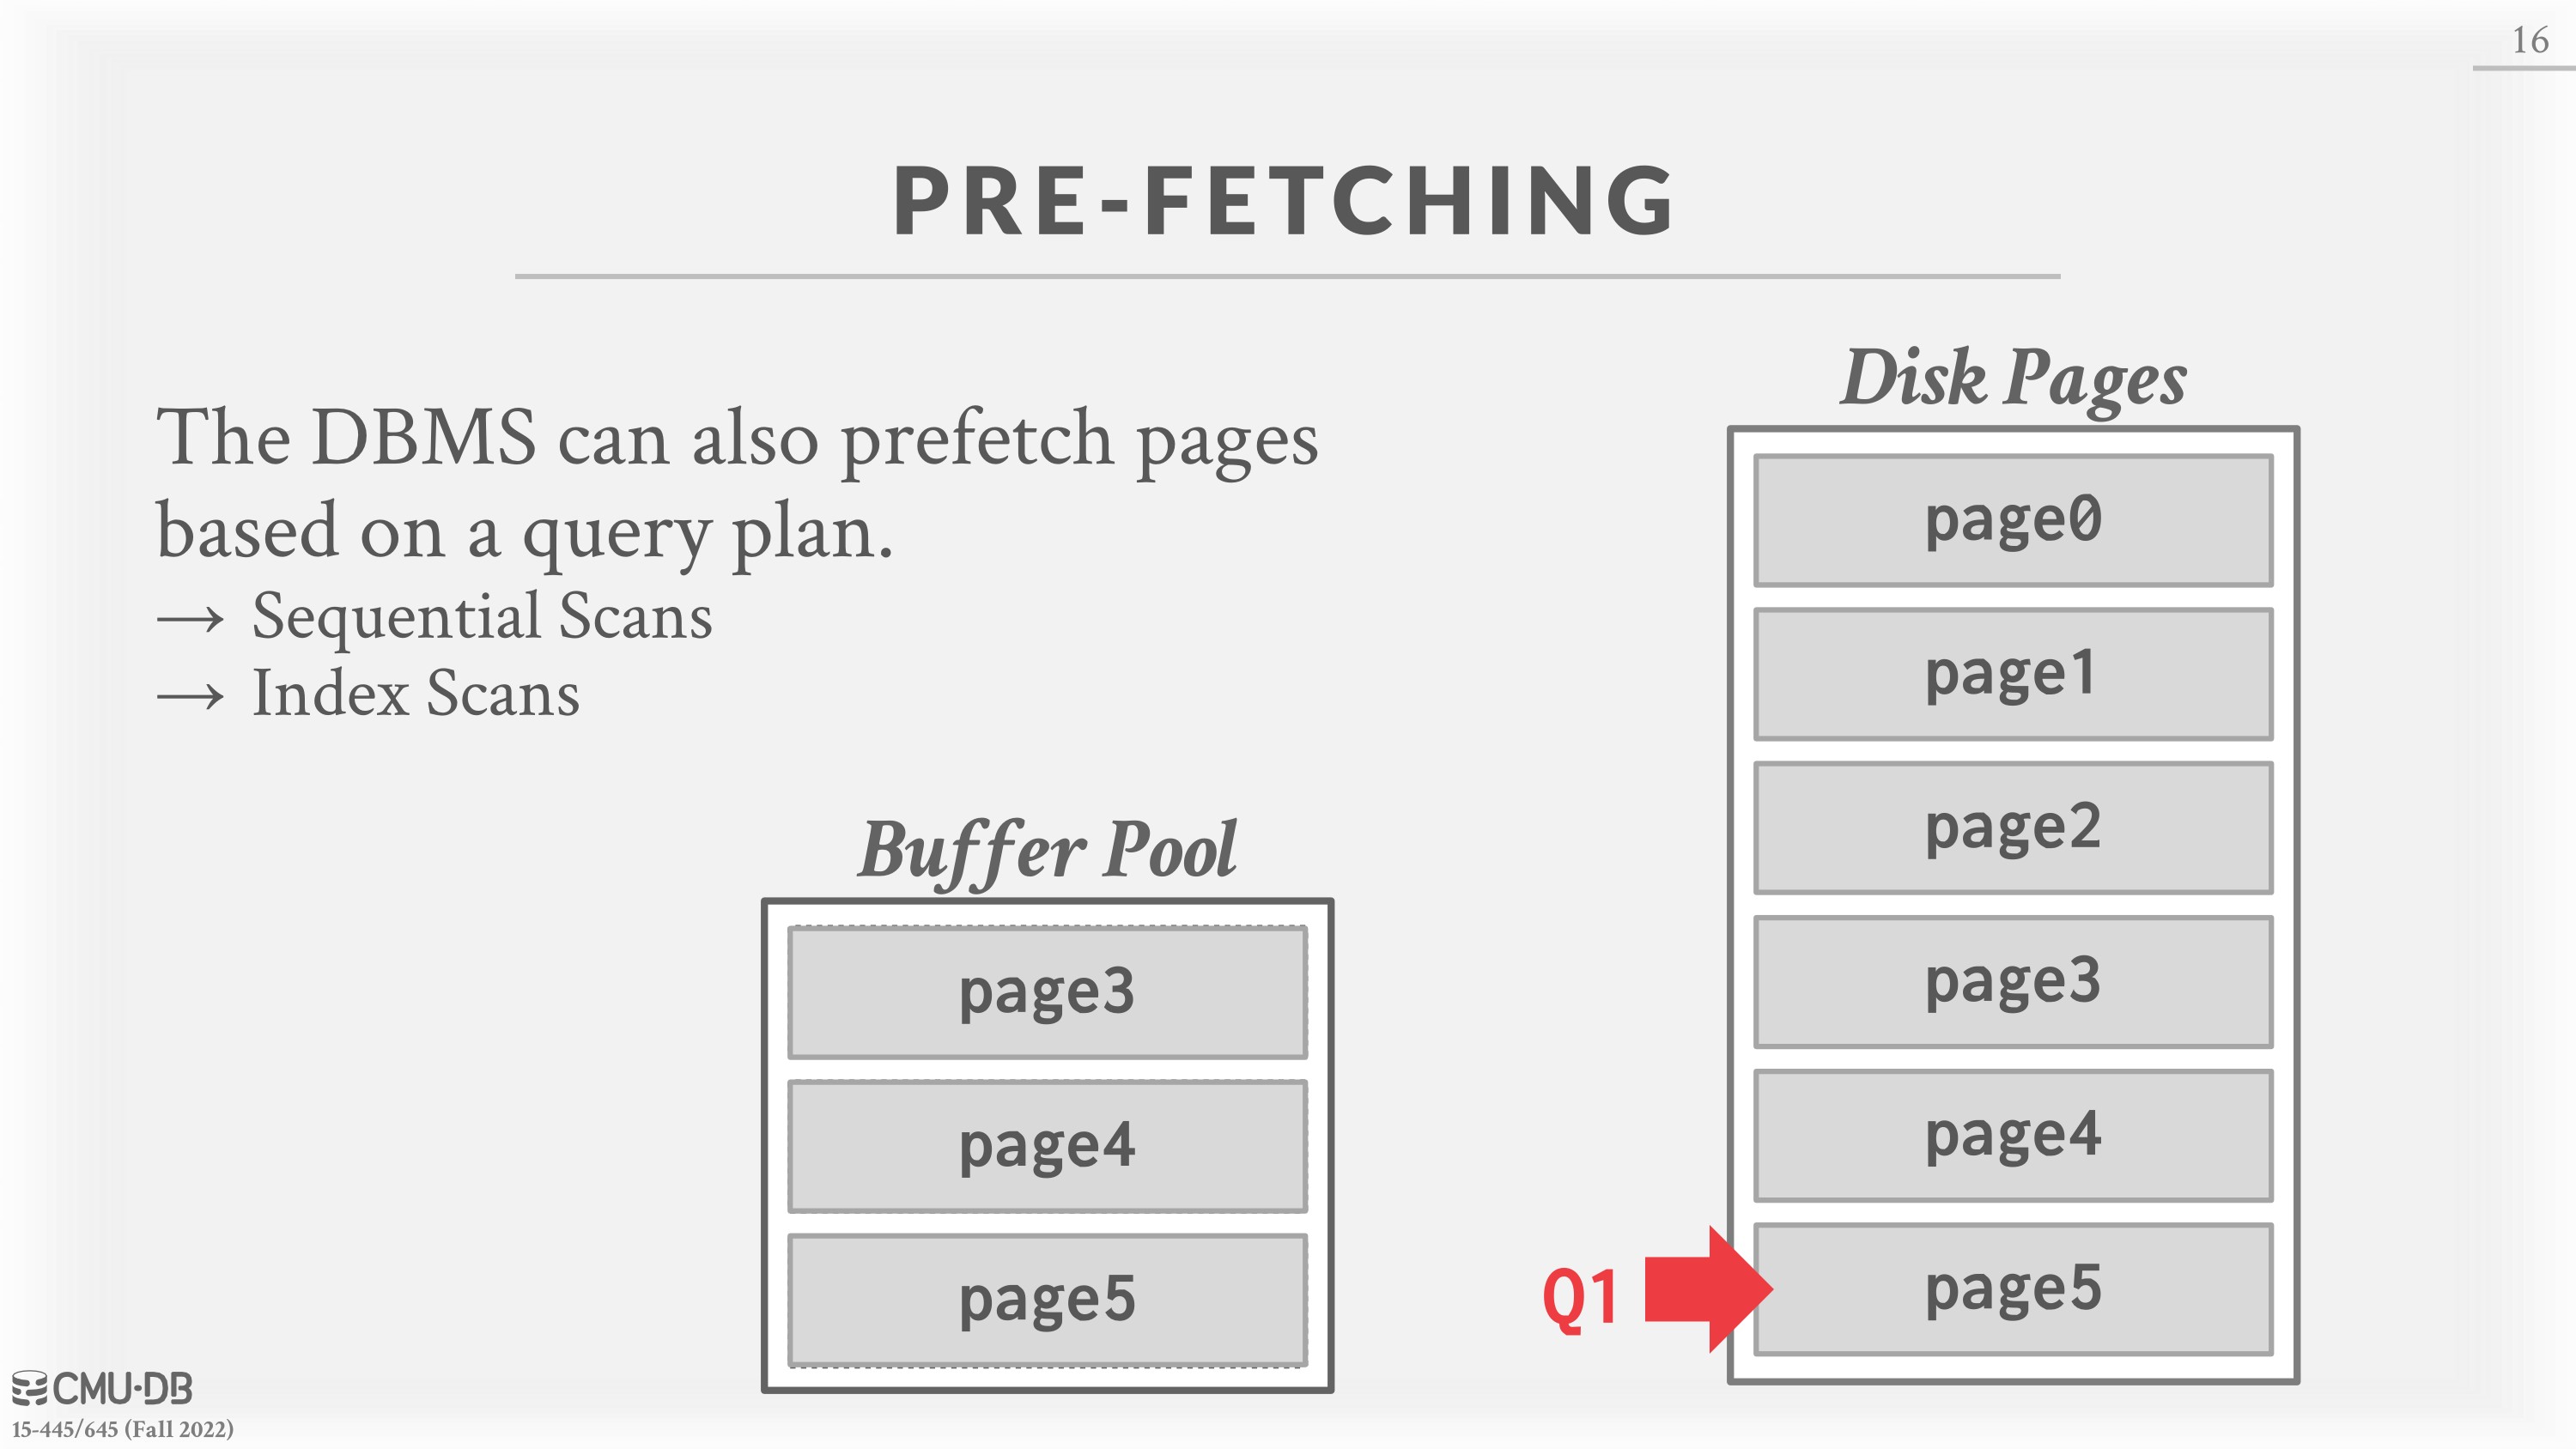 16
PRE-FETCHING
The DBMS can also prefetch pages
based on a query plan.
→ Sequential Scans
→ Index Scans
Buffer Pool
page3
page4
page5
Disk Pages
page0
page1
page2
page3
page4
page5
Q1
CMU·DB
15-445/645 (Fall 2022)